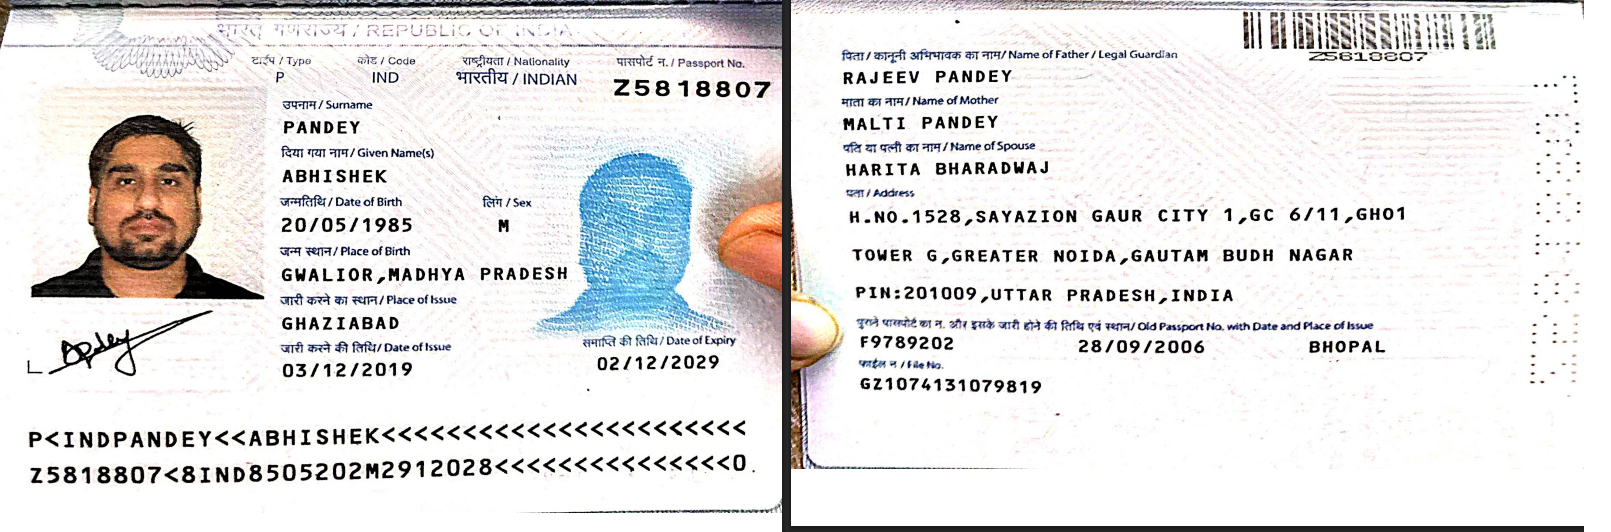 भारत गणराज्य / REPUBLIC OF INDIA
टाईप / Type कोड / Code राष्ट्रीयता / Nationality पासपोर्ट न. / Passport No.
P IND भारतीय / INDIAN Z5818807
उपनाम / Surname
PANDEY
दिया गया नाम / Given Name(s)
ABHISHEK
जन्मतिथि / Date of Birth लिंग / Sex
20/05/1985 M
जन्म स्थान / Place of Birth
GWALIOR,MADHYA PRADESH
जारी करने का स्थान / Place of Issue
GHAZIABAD
जारी करने की तिथि / Date of Issue समाप्ति की तिथि / Date of Expiry
03/12/2019 02/12/2029
P<INDPANDEY<<ABHISHEK<<<<<<<<<<<<<<<<<<<<<<<
Z5818807<8IND8505202M2912028<<<<<<<<<<<<<<<0
Z5818807
पिता / कानूनी अभिभावक का नाम / Name of Father / Legal Guardian
RAJEEV PANDEY
माता का नाम / Name of Mother
MALTI PANDEY
पति या पत्नी का नाम / Name of Spouse
HARITA BHARADWAJ
पता / Address
H.NO.1528,SAYAZION GAUR CITY 1,GC 6/11,GH01
TOWER G,GREATER NOIDA,GAUTAM BUDH NAGAR
PIN:201009,UTTAR PRADESH,INDIA
पुराने पासपोर्ट का न. और इसके जारी होने की तिथि एवं स्थान / Old Passport No. with Date and Place of Issue
F9789202 28/09/2006 BHOPAL
फाईल न / File No.
GZ1074131079819